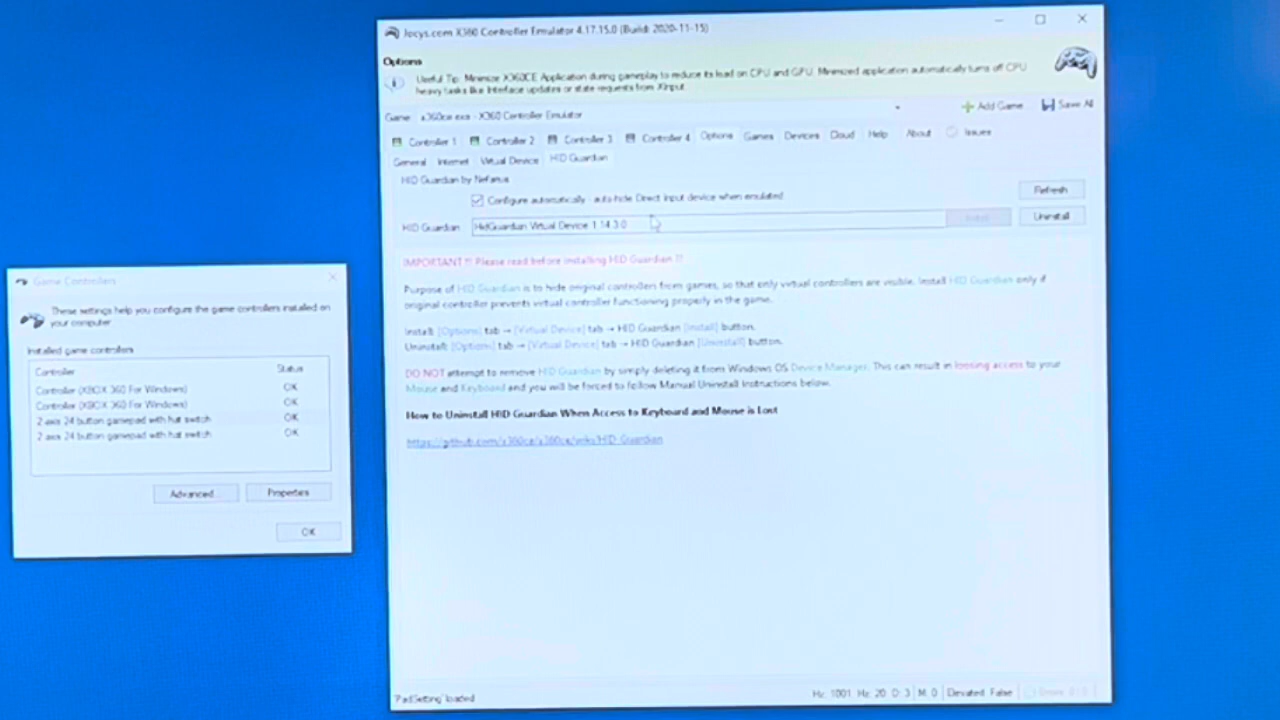 Jocys.com X360 Controller Emulator 4.17.15.0 (Build: 2020-11-15)
Options
Useful Tip: Minimize X360CE Application during gameplay to reduce its load on CPU and GPU. Minimized application automatically turns off CPU
heavy tasks like Interface updates or state requests from XInput.
Game: x360ce.exe - X360 Controller Emulator
Add Game
Save All
Controller 1 Controller 2 Controller 3 Controller 4 Options Games Devices Cloud Help About Issues
General Internet Virtual Device HID Guardian
HID Guardian by Nefarius
Configure automatically - auto-hide Direct Input device when emulated
Refresh
HID Guardian HidGuardian Virtual Device 1.14.3.0 Install Uninstall
IMPORTANT !!! Please read before installing HID Guardian !!!
Purpose of HID Guardian is to hide original controllers from games, so that only virtual controllers are visible. Install HID Guardian only if
original controller prevents virtual controller functioning properly in the game.
Install: [Options] tab → [Virtual Device] tab → HID Guardian [Install] button.
Uninstall: [Options] tab → [Virtual Device] tab → HID Guardian [Uninstall] button.
DO NOT attempt to remove HID Guardian by simply deleting it from Windows OS Device Manager. This can result in loosing access to your
Mouse and Keyboard and you will be forced to follow Manual Uninstall Instructions below.
How to Uninstall HID Guardian When Access to Keyboard and Mouse is Lost
https://github.com/x360ce/x360ce/wiki/HID-Guardian
'PadSetting' loaded
Hz: 1001 Hz: 20 D: 3 M: 0 Elevated: False
Game Controllers
These settings help you configure the game controllers installed on
your computer.
Installed game controllers
Controller Status
Controller (XBOX 360 For Windows) OK
Controller (XBOX 360 For Windows) OK
2 axis 24 button gamepad with hat switch OK
2 axis 24 button gamepad with hat switch OK
Advanced... Properties
OK